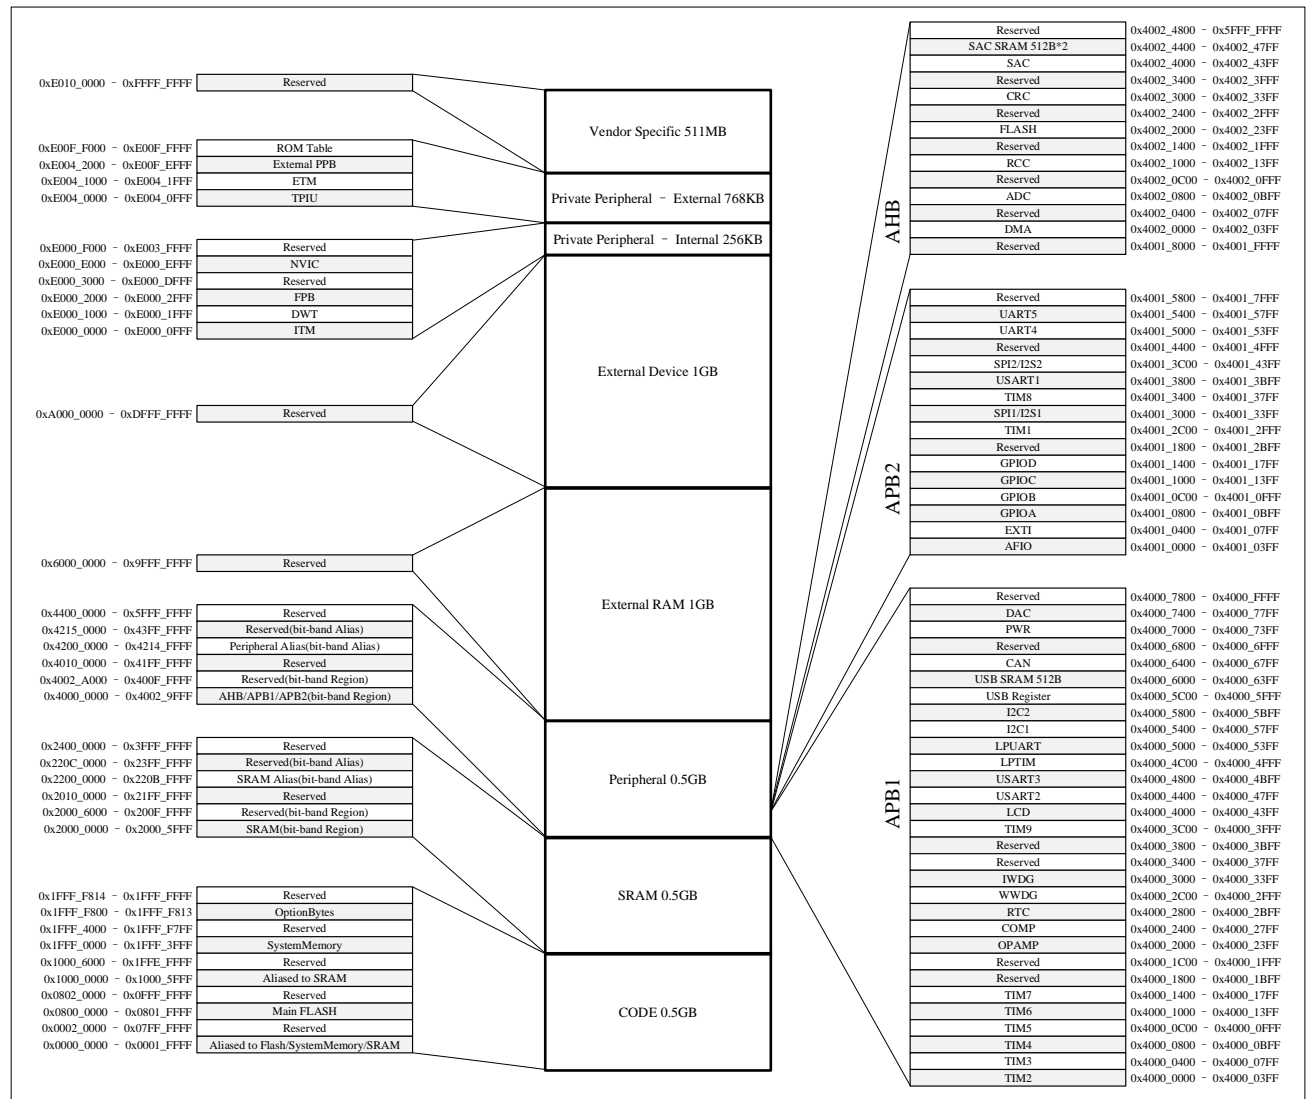 0xE010_0000 - 0xFFFF_FFFF Reserved
0xE00F_F000 - 0xE00F_FFFF ROM Table
0xE004_2000 - 0xE00F_EFFF External PPB
0xE004_1000 - 0xE004_1FFF ETM
0xE004_0000 - 0xE004_0FFF TPIU
0xE000_F000 - 0xE003_FFFF Reserved
0xE000_E000 - 0xE000_EFFF NVIC
0xE000_3000 - 0xE000_DFFF Reserved
0xE000_2000 - 0xE000_2FFF FPB
0xE000_1000 - 0xE000_1FFF DWT
0xE000_0000 - 0xE000_0FFF ITM
0xA000_0000 - 0xDFFF_FFFF Reserved
0x6000_0000 - 0x9FFF_FFFF Reserved
0x4400_0000 - 0x5FFF_FFFF Reserved
0x4215_0000 - 0x43FF_FFFF Reserved(bit-band Alias)
0x4200_0000 - 0x4214_FFFF Peripheral Alias(bit-band Alias)
0x4010_0000 - 0x41FF_FFFF Reserved
0x4002_A000 - 0x400F_FFFF Reserved(bit-band Region)
0x4000_0000 - 0x4002_9FFF AHB/APB1/APB2(bit-band Region)
0x2400_0000 - 0x3FFF_FFFF Reserved
0x220C_0000 - 0x23FF_FFFF Reserved(bit-band Alias)
0x2200_0000 - 0x220B_FFFF SRAM Alias(bit-band Alias)
0x2010_0000 - 0x21FF_FFFF Reserved
0x2000_6000 - 0x200F_FFFF Reserved(bit-band Region)
0x2000_0000 - 0x2000_5FFF SRAM(bit-band Region)
0x1FFF_F814 - 0x1FFF_FFFF Reserved
0x1FFF_F800 - 0x1FFF_F813 OptionBytes
0x1FFF_4000 - 0x1FFF_F7FF Reserved
0x1FFF_0000 - 0x1FFF_3FFF SystemMemory
0x1000_6000 - 0x1FFE_FFFF Reserved
0x1000_0000 - 0x1000_5FFF Aliased to SRAM
0x0802_0000 - 0x0FFF_FFFF Reserved
0x0800_0000 - 0x0801_FFFF Main FLASH
0x0002_0000 - 0x07FF_FFFF Reserved
0x0000_0000 - 0x0001_FFFF Aliased to Flash/SystemMemory/SRAM
Vendor Specific 511MB
Private Peripheral - External 768KB
Private Peripheral - Internal 256KB
External Device 1GB
External RAM 1GB
Peripheral 0.5GB
SRAM 0.5GB
CODE 0.5GB
AHB
Reserved 0x4002_4800 - 0x5FFF_FFFF
SAC SRAM 512B*2 0x4002_4400 - 0x4002_47FF
SAC 0x4002_4000 - 0x4002_43FF
Reserved 0x4002_3400 - 0x4002_3FFF
CRC 0x4002_3000 - 0x4002_33FF
Reserved 0x4002_2400 - 0x4002_2FFF
FLASH 0x4002_2000 - 0x4002_23FF
Reserved 0x4002_1400 - 0x4002_1FFF
RCC 0x4002_1000 - 0x4002_13FF
Reserved 0x4002_0C00 - 0x4002_0FFF
ADC 0x4002_0800 - 0x4002_0BFF
Reserved 0x4002_0400 - 0x4002_07FF
DMA 0x4002_0000 - 0x4002_03FF
Reserved 0x4001_8000 - 0x4001_FFFF
APB2
Reserved 0x4001_5800 - 0x4001_7FFF
UART5 0x4001_5400 - 0x4001_57FF
UART4 0x4001_5000 - 0x4001_53FF
Reserved 0x4001_4400 - 0x4001_4FFF
SPI2/I2S2 0x4001_3C00 - 0x4001_43FF
USART1 0x4001_3800 - 0x4001_3BFF
TIM8 0x4001_3400 - 0x4001_37FF
SPI1/I2S1 0x4001_3000 - 0x4001_33FF
TIM1 0x4001_2C00 - 0x4001_2FFF
Reserved 0x4001_1800 - 0x4001_2BFF
GPIOD 0x4001_1400 - 0x4001_17FF
GPIOC 0x4001_1000 - 0x4001_13FF
GPIOB 0x4001_0C00 - 0x4001_0FFF
GPIOA 0x4001_0800 - 0x4001_0BFF
EXTI 0x4001_0400 - 0x4001_07FF
AFIO 0x4001_0000 - 0x4001_03FF
APB1
Reserved 0x4000_7800 - 0x4000_FFFF
DAC 0x4000_7400 - 0x4000_77FF
PWR 0x4000_7000 - 0x4000_73FF
Reserved 0x4000_6800 - 0x4000_6FFF
CAN 0x4000_6400 - 0x4000_67FF
USB SRAM 512B 0x4000_6000 - 0x4000_63FF
USB Register 0x4000_5C00 - 0x4000_5FFF
I2C2 0x4000_5800 - 0x4000_5BFF
I2C1 0x4000_5400 - 0x4000_57FF
LPUART 0x4000_5000 - 0x4000_53FF
LPTIM 0x4000_4C00 - 0x4000_4FFF
USART3 0x4000_4800 - 0x4000_4BFF
USART2 0x4000_4400 - 0x4000_47FF
LCD 0x4000_4000 - 0x4000_43FF
TIM9 0x4000_3C00 - 0x4000_3FFF
Reserved 0x4000_3800 - 0x4000_3BFF
Reserved 0x4000_3400 - 0x4000_37FF
IWDG 0x4000_3000 - 0x4000_33FF
WWDG 0x4000_2C00 - 0x4000_2FFF
RTC 0x4000_2800 - 0x4000_2BFF
COMP 0x4000_2400 - 0x4000_27FF
OPAMP 0x4000_2000 - 0x4000_23FF
Reserved 0x4000_1C00 - 0x4000_1FFF
Reserved 0x4000_1800 - 0x4000_1BFF
TIM7 0x4000_1400 - 0x4000_17FF
TIM6 0x4000_1000 - 0x4000_13FF
TIM5 0x4000_0C00 - 0x4000_0FFF
TIM4 0x4000_0800 - 0x4000_0BFF
TIM3 0x4000_0400 - 0x4000_07FF
TIM2 0x4000_0000 - 0x4000_03FF